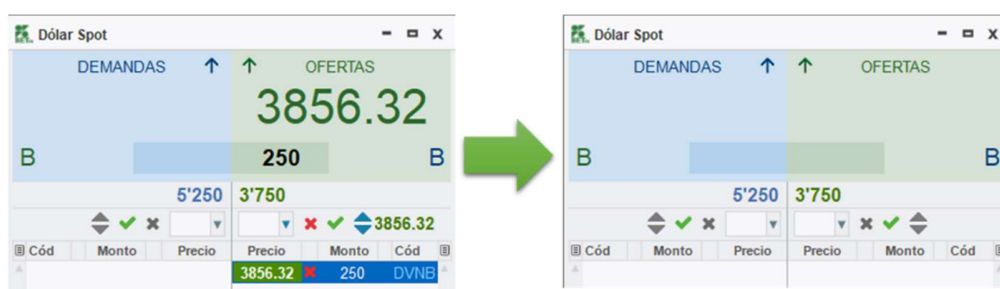 Dólar Spot
DEMANDAS OFERTAS
3856.32
B 250 B
5'250 3'750
3856.32
Cód Monto Precio Precio Monto Cód
3856.32 250 DVNB
Dólar Spot
DEMANDAS OFERTAS
B B
5'250 3'750
Cód Monto Precio Precio Monto Cód